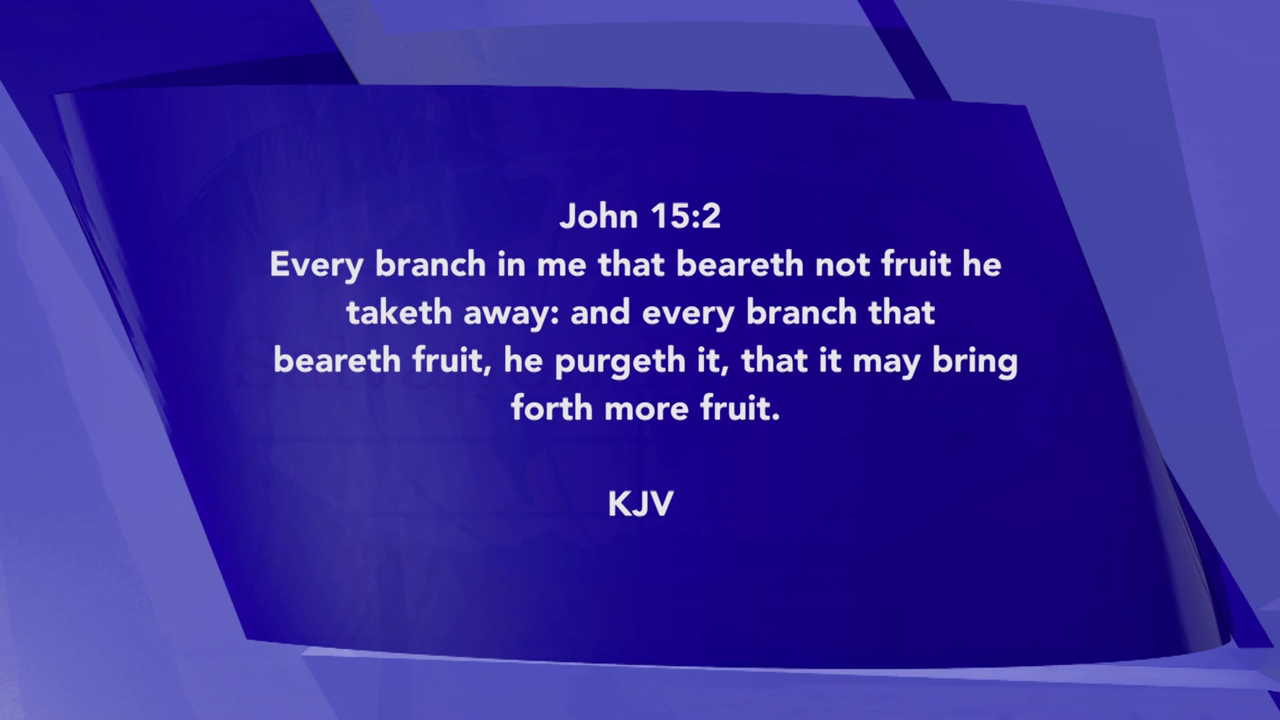 John 15:2
Every branch in me that beareth not fruit he
taketh away: and every branch that
beareth fruit, he purgeth it, that it may bring
forth more fruit.
KJV